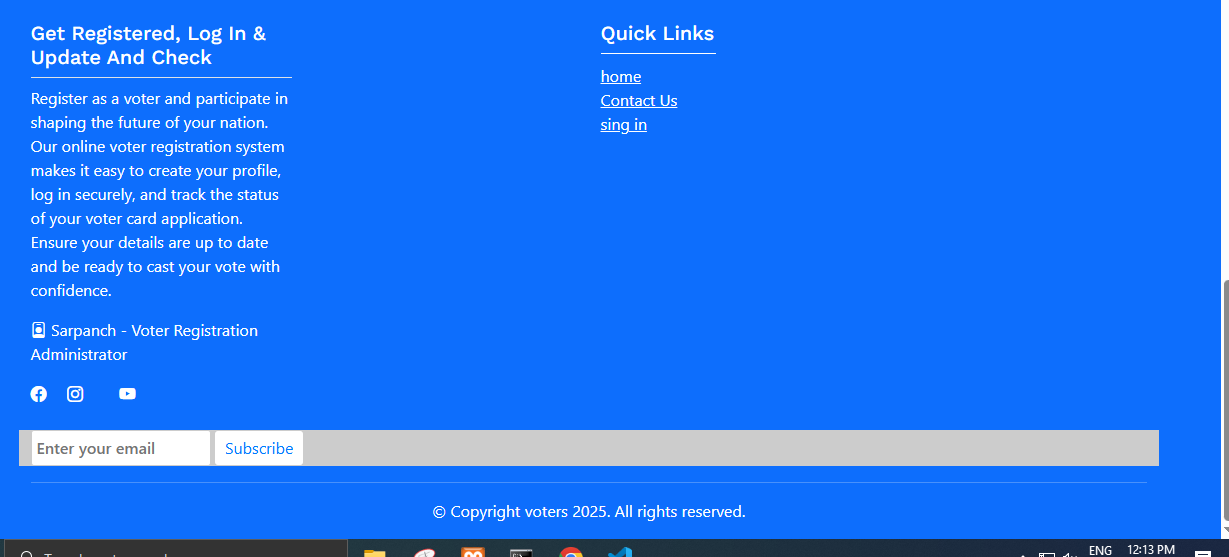 Get Registered, Log In &
Update And Check
Register as a voter and participate in
shaping the future of your nation.
Our online voter registration system
makes it easy to create your profile,
log in securely, and track the status
of your voter card application.
Ensure your details are up to date
and be ready to cast your vote with
confidence.
Sarpanch - Voter Registration
Administrator
Quick Links
home
Contact Us
sing in
Enter your email
Subscribe
© Copyright voters 2025. All rights reserved.
ENG
12:13 PM